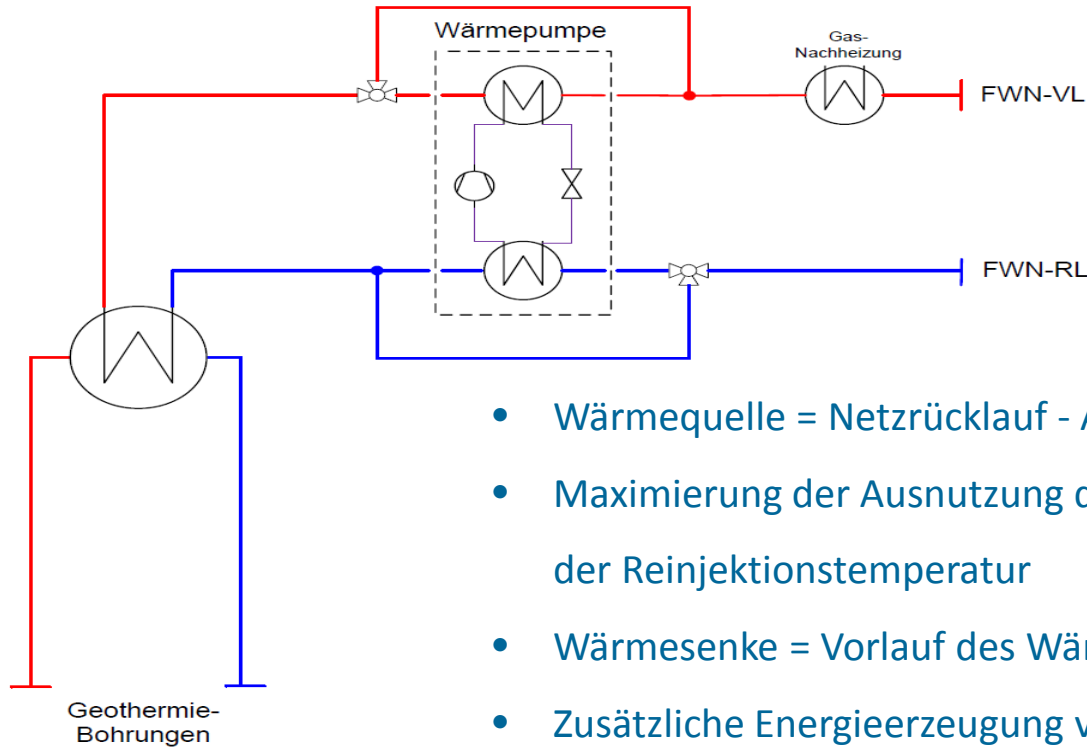 Wärmepumpe
Gas-
Nachheizung
FWN-VL
FWN-RL
• Wärmequelle = Netzrücklauf -
• Maximierung der Ausnutzung
der Reinjektionstemperatur
• Wärmesenke = Vorlauf des
• Zusätzliche Energieerzeugung
Geothermie-
Bohrungen